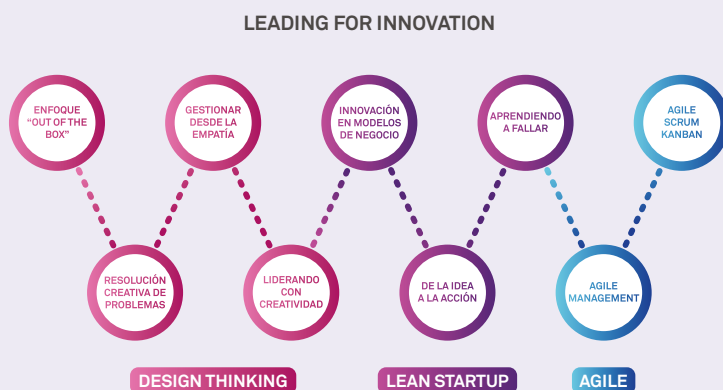 LEADING FOR INNOVATION
ENFOQUE
“OUT OF THE
BOX”
GESTIONAR
DESDE LA
EMPATÍA
INNOVACIÓN
EN MODELOS
DE NEGOCIO
APRENDIENDO
A FALLAR
AGILE
SCRUM
KANBAN
RESOLUCIÓN
CREATIVA DE
PROBLEMAS
LIDERANDO
CON
CREATIVIDAD
DE LA IDEA
A LA ACCIÓN
AGILE
MANAGEMENT
DESIGN THINKING
LEAN STARTUP
AGILE